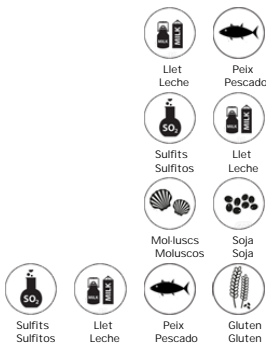 MILK
Llet Peix
Leche Pescado
SO₂ MILK
Sulfits Llet
Sulfitos Leche
Mol·luscs Soja
Moluscos Soja
SO₂ MILK
Sulfits Llet Peix Gluten
Sulfitos Leche Pescado Gluten